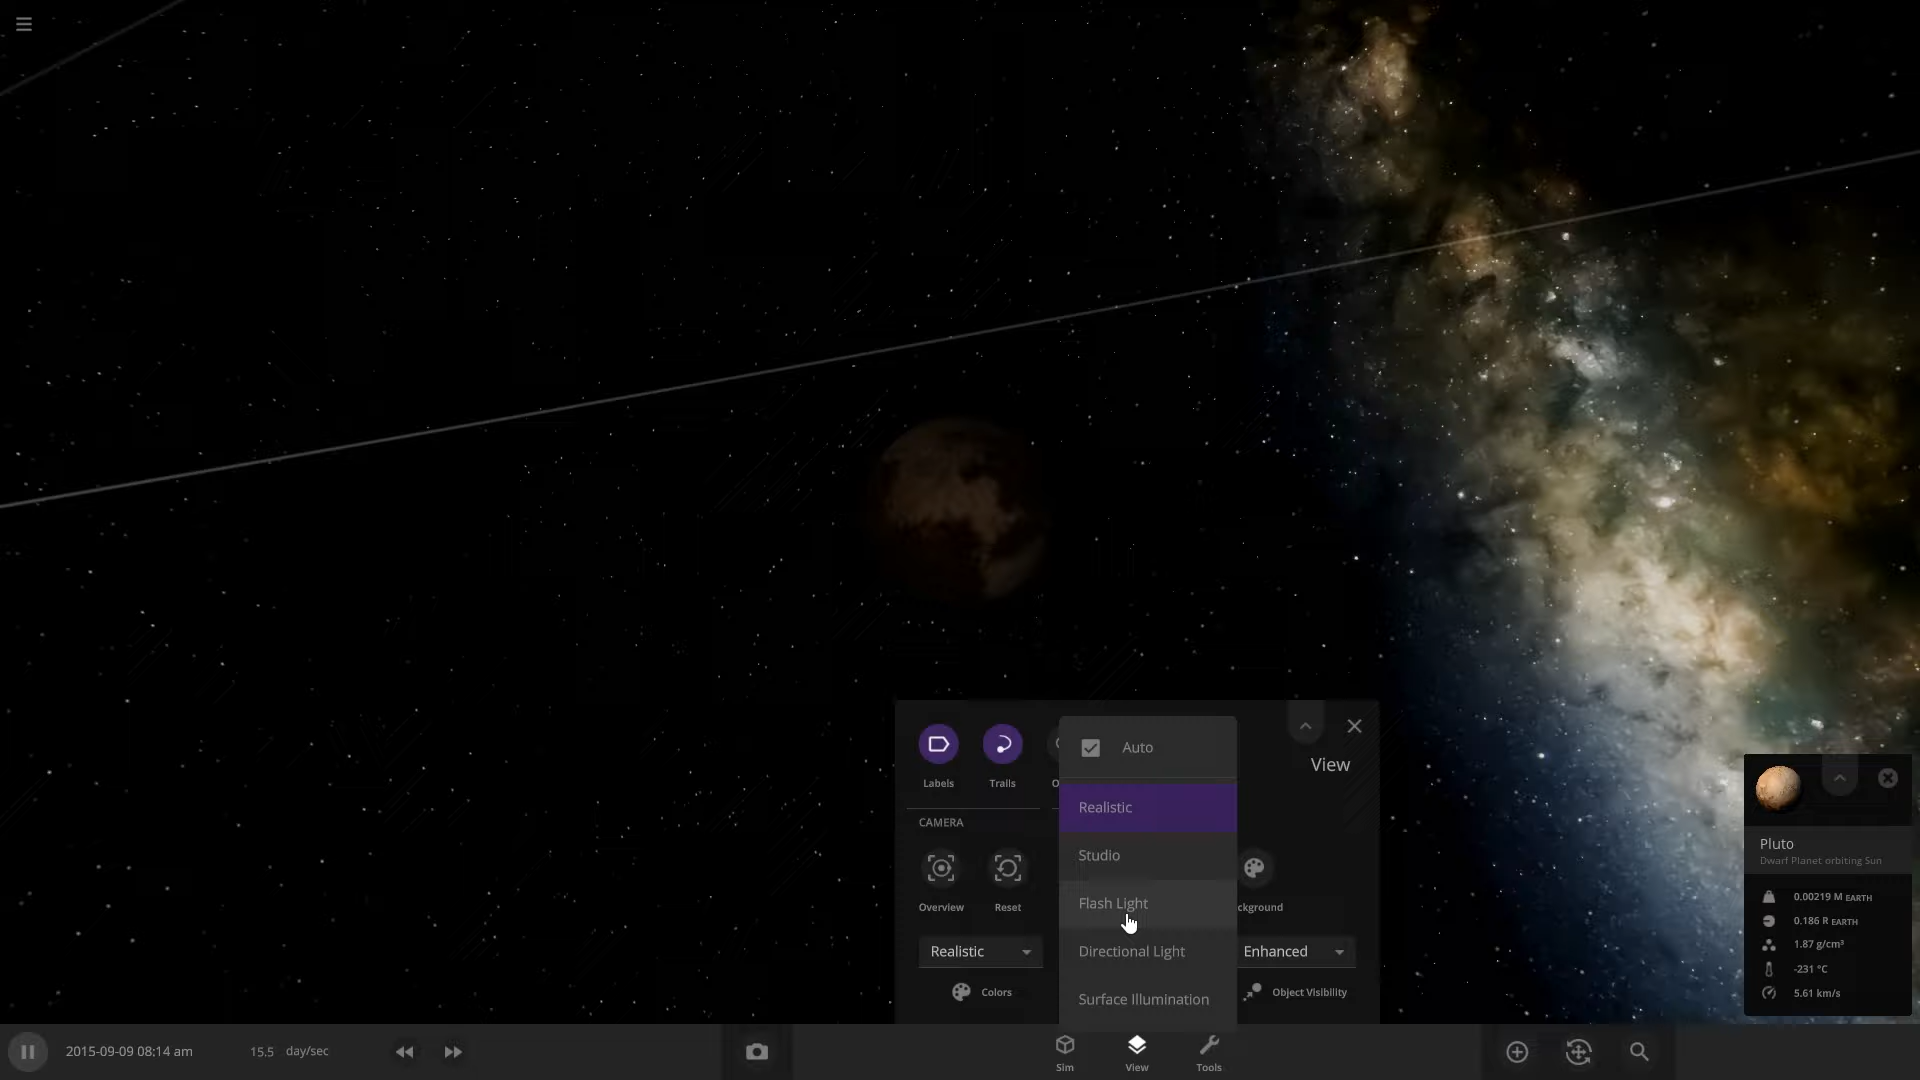 Auto
Labels
Trails
View
Realistic
CAMERA
Studio
Overview
Reset
Flash Light
ckground
Realistic
Directional Light
Enhanced
Colors
Surface Illumination
Object Visibility
Pluto
Dwarf Planet orbiting Sun
0.00219 M EARTH
0.186 R EARTH
1.87 g/cm³
-231 °C
5.61 km/s
2015-09-09 08:14 am
15.5 day/sec
Sim
View
Tools